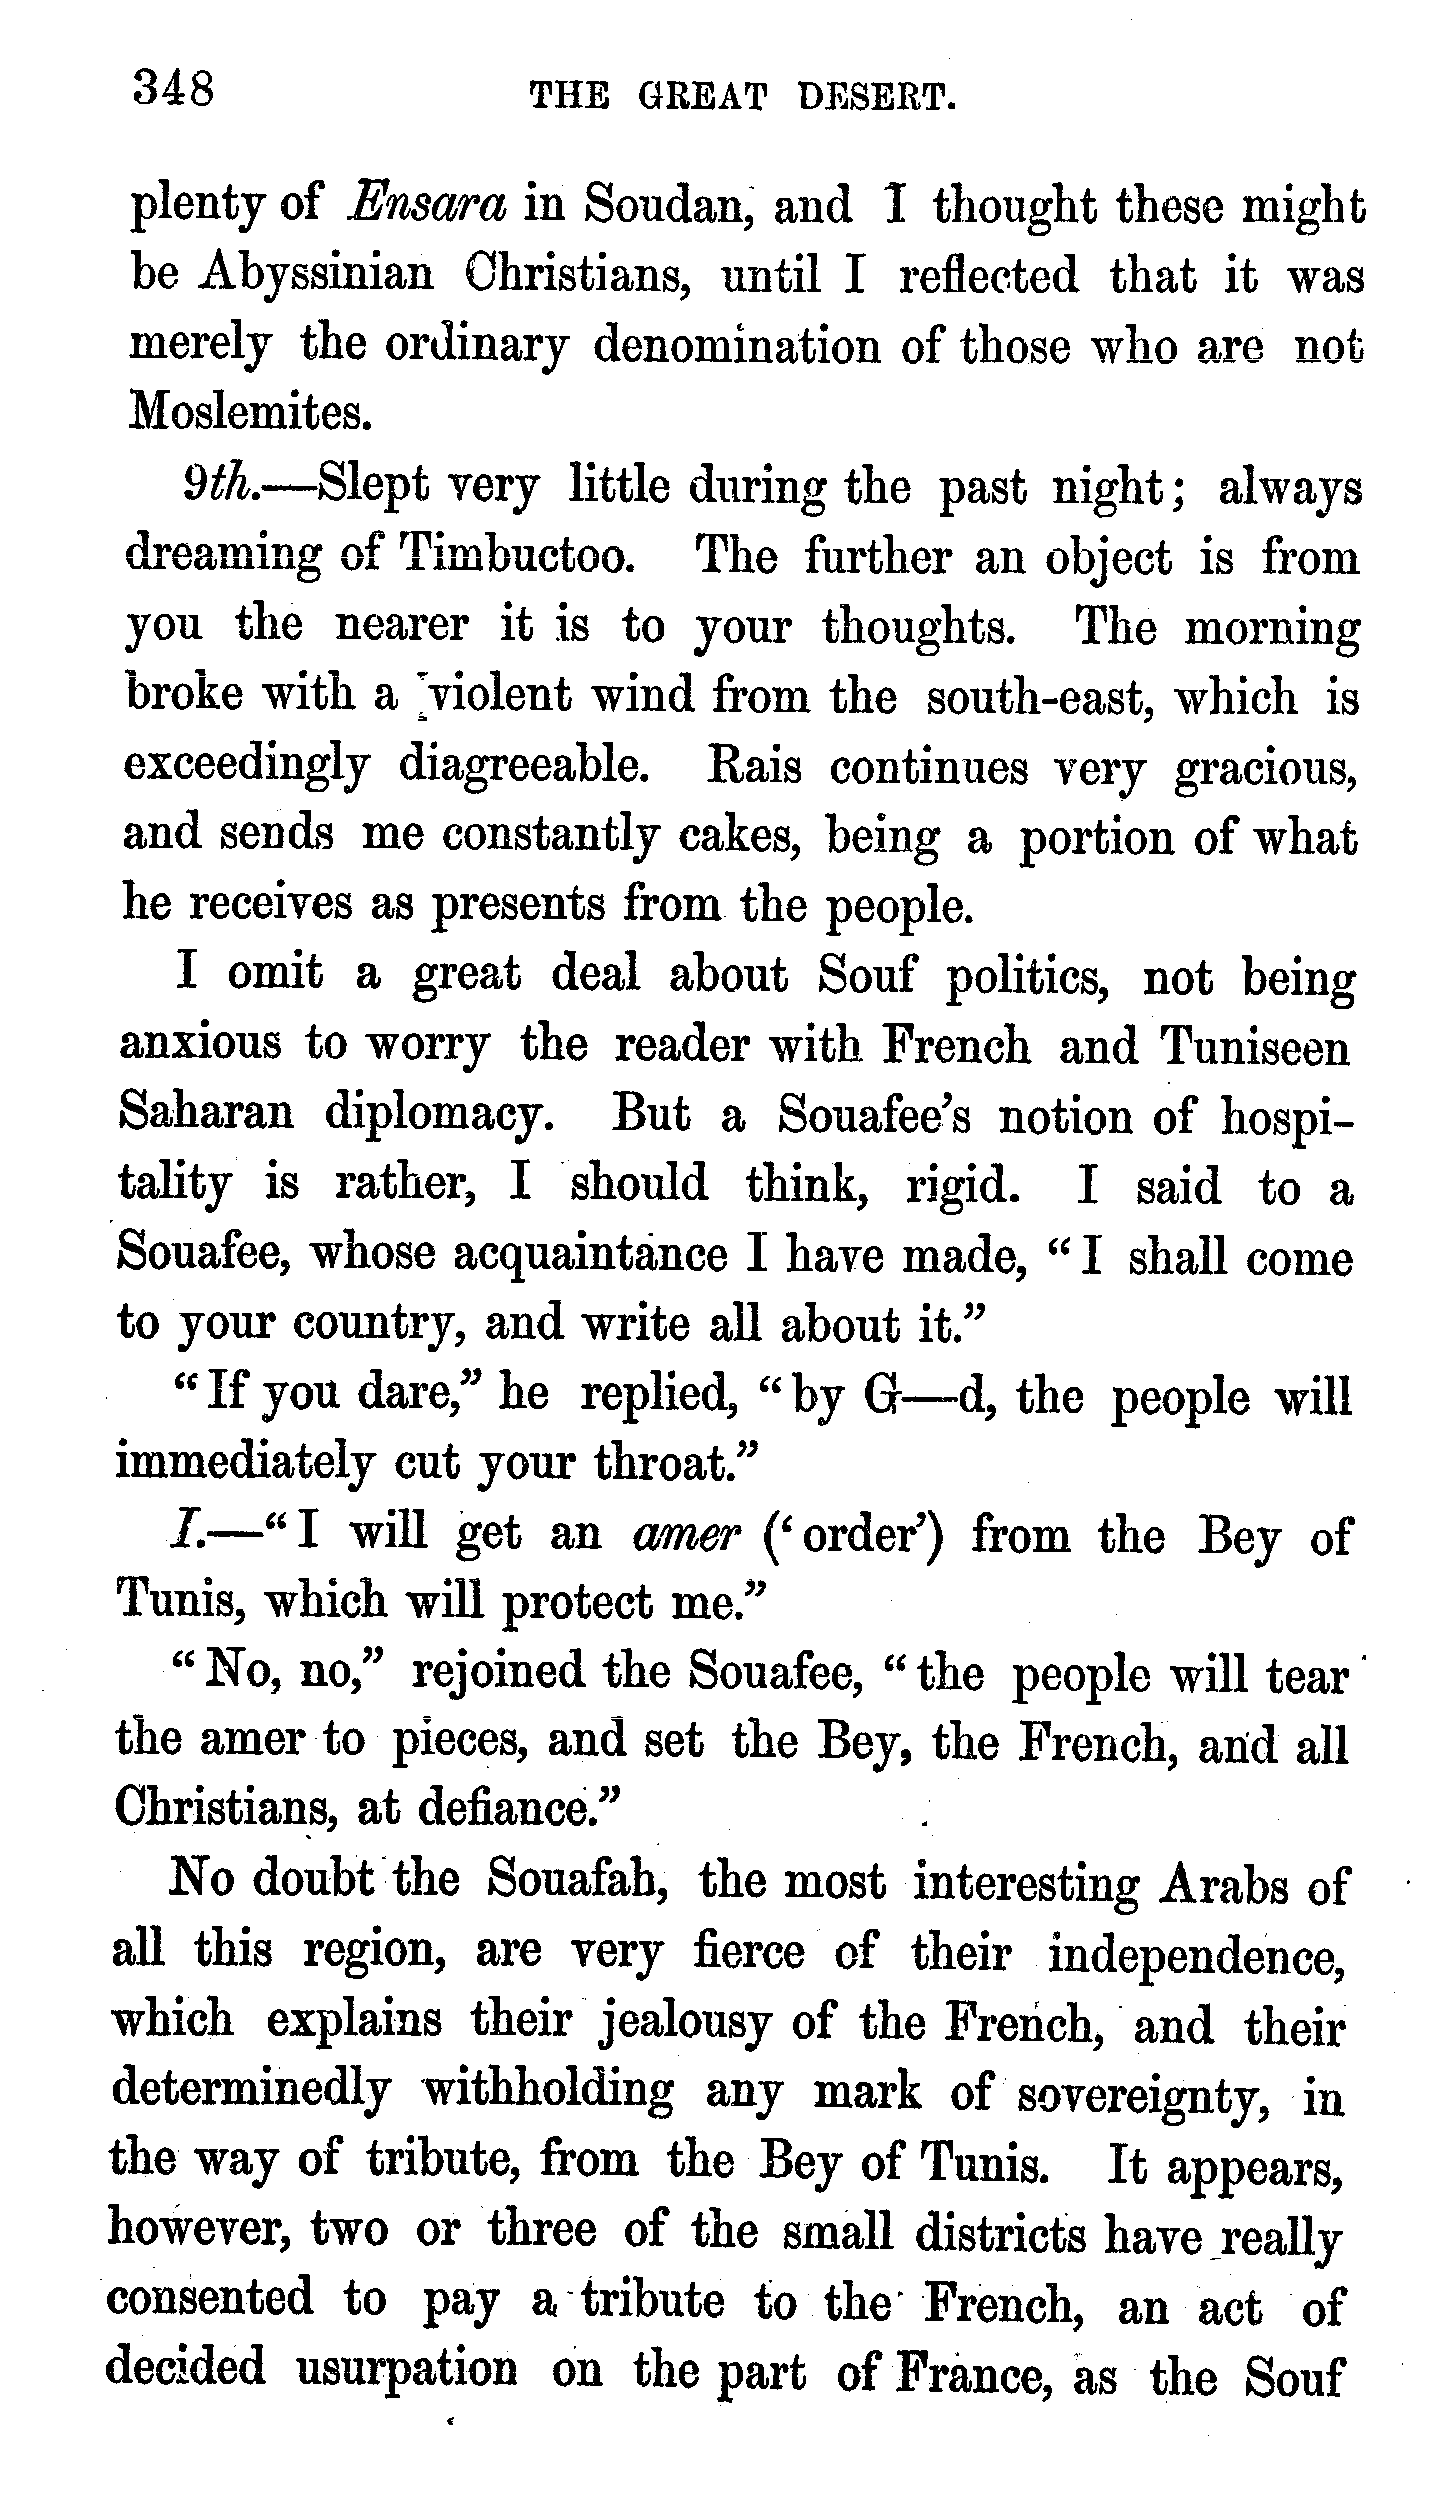 348 THE GREAT DESERT.
plenty of Ensara in Soudan, and I thought these might
be Abyssinian Christians, until I reflected that it was
merely the ordinary denomination of those who are not
Moslemites.
9th.—Slept very little during the past night; always
dreaming of Timbuctoo. The further an object is from
you the nearer it is to your thoughts. The morning
broke with a violent wind from the south-east, which is
exceedingly diagreeable. Rais continues very gracious,
and sends me constantly cakes, being a portion of what
he receives as presents from the people.
I omit a great deal about Souf politics, not being
anxious to worry the reader with French and Tuniseen
Saharan diplomacy. But a Souafee's notion of hospi-
tality is rather, I should think, rigid. I said to a
Souafee, whose acquaintance I have made, "I shall come
to your country, and write all about it."
"If you dare," he replied, "by G—d, the people will
immediately cut your throat."
I.—"I will get an amer ('order') from the Bey of
Tunis, which will protect me."
"No, no," rejoined the Souafee, "the people will tear
the amer to pieces, and set the Bey, the French, and all
Christians, at defiance."
No doubt the Souafah, the most interesting Arabs of
all this region, are very fierce of their independence,
which explains their jealousy of the French, and their
determinedly withholding any mark of sovereignty, in
the way of tribute, from the Bey of Tunis. It appears,
however, two or three of the small districts have really
consented to pay a tribute to the French, an act of
decided usurpation on the part of France, as the Souf